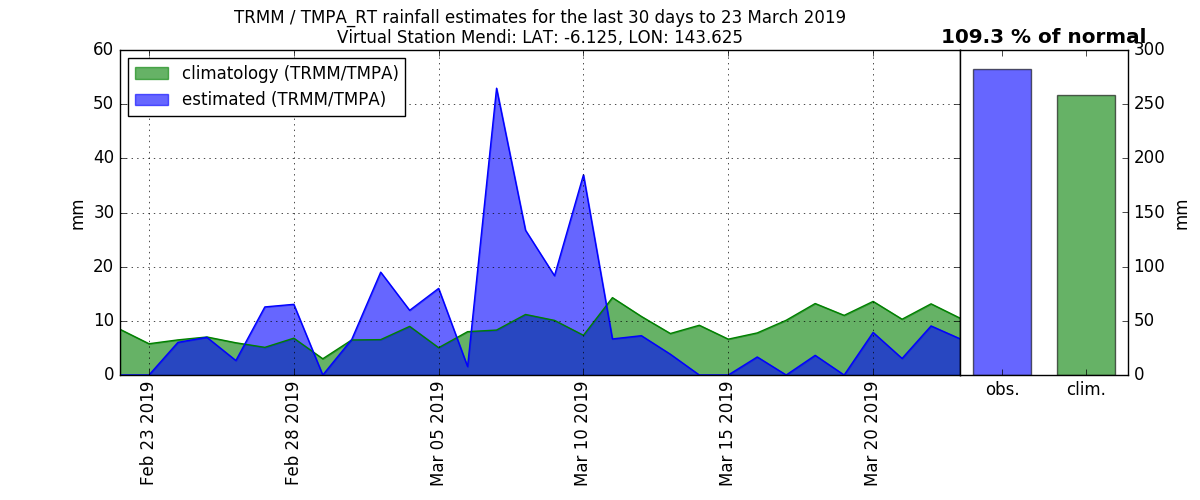 TRMM / TMPA_RT rainfall estimates for the last 30 days to 23 March 2019
Virtual Station Mendi: LAT: -6.125, LON: 143.625
109.3 % of normal
climatology (TRMM/TMPA)
estimated (TRMM/TMPA)
60
50
40
30
20
10
0
mm
Feb 23 2019
Feb 28 2019
Mar 05 2019
Mar 10 2019
Mar 15 2019
Mar 20 2019
300
250
200
150
100
50
0
mm
obs.
clim.